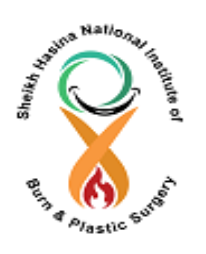 Sheikh Hasina National Institute of
Burn & Plastic Surgery